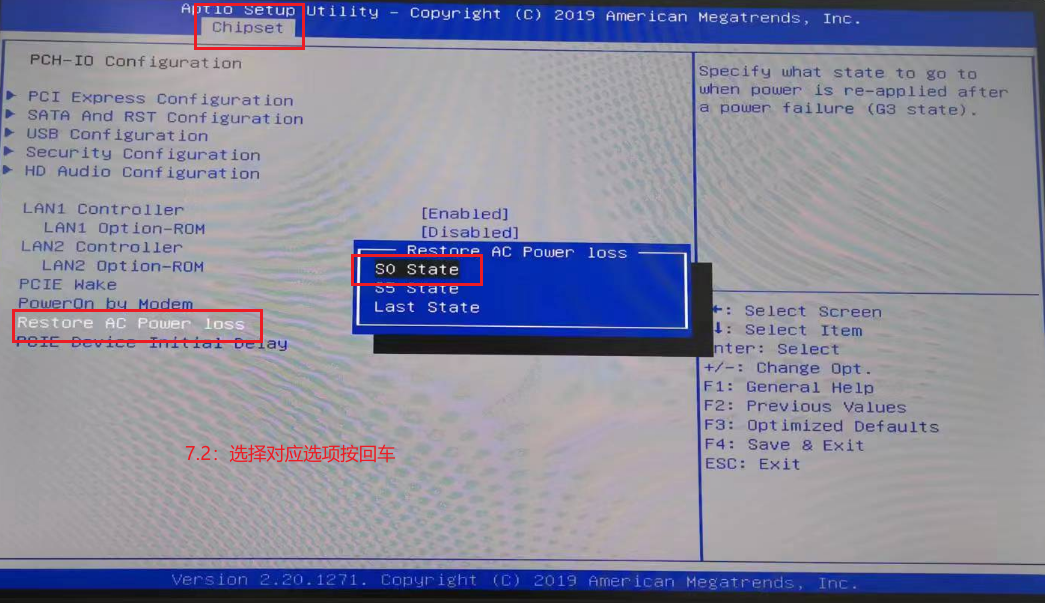 Aptio Setup Utility – Copyright (C) 2019 American Megatrends, Inc.
Chipset
PCH-IO Configuration
PCI Express Configuration
SATA And RST Configuration
USB Configuration
Security Configuration
HD Audio Configuration
LAN1 Controller [Enabled]
LAN1 Option-ROM [Disabled]
LAN2 Controller
LAN2 Option-ROM
PCIE Wake
PowerOn by Modem
Restore AC Power loss
PCIE Device Initial Delay
Restore AC Power loss
S0 State
S5 State
Last State
7.2：选择对应选项按回车
Specify what state to go to
when power is re-applied after
a power failure (G3 state).
: Select Screen
: Select Item
nter: Select
+/-: Change Opt.
F1: General Help
F2: Previous Values
F3: Optimized Defaults
F4: Save & Exit
ESC: Exit
Version 2.20.1271. Copyright (C) 2019 American Megatrends, Inc.